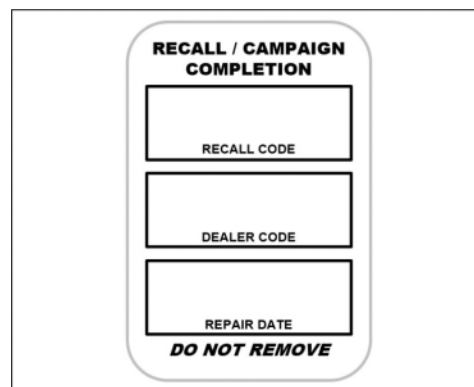 RECALL / CAMPAIGN
COMPLETION
RECALL CODE
DEALER CODE
REPAIR DATE
DO NOT REMOVE